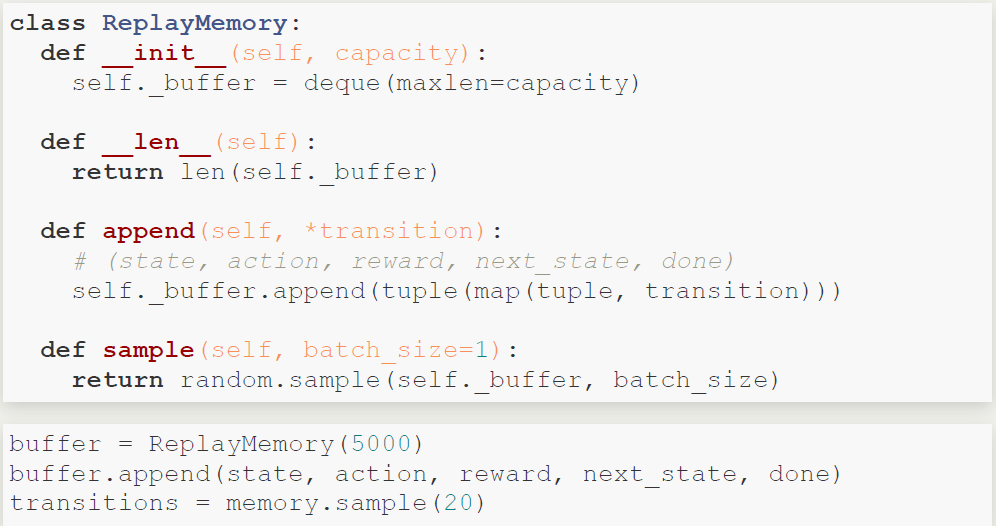 class ReplayMemory:
  def __init__(self, capacity):
    self._buffer = deque(maxlen=capacity)

  def __len__(self):
    return len(self._buffer)

  def append(self, *transition):
    # (state, action, reward, next_state, done)
    self._buffer.append(tuple(map(tuple, transition)))

  def sample(self, batch_size=1):
    return random.sample(self._buffer, batch_size)

buffer = ReplayMemory(5000)
buffer.append(state, action, reward, next_state, done)
transitions = memory.sample(20)